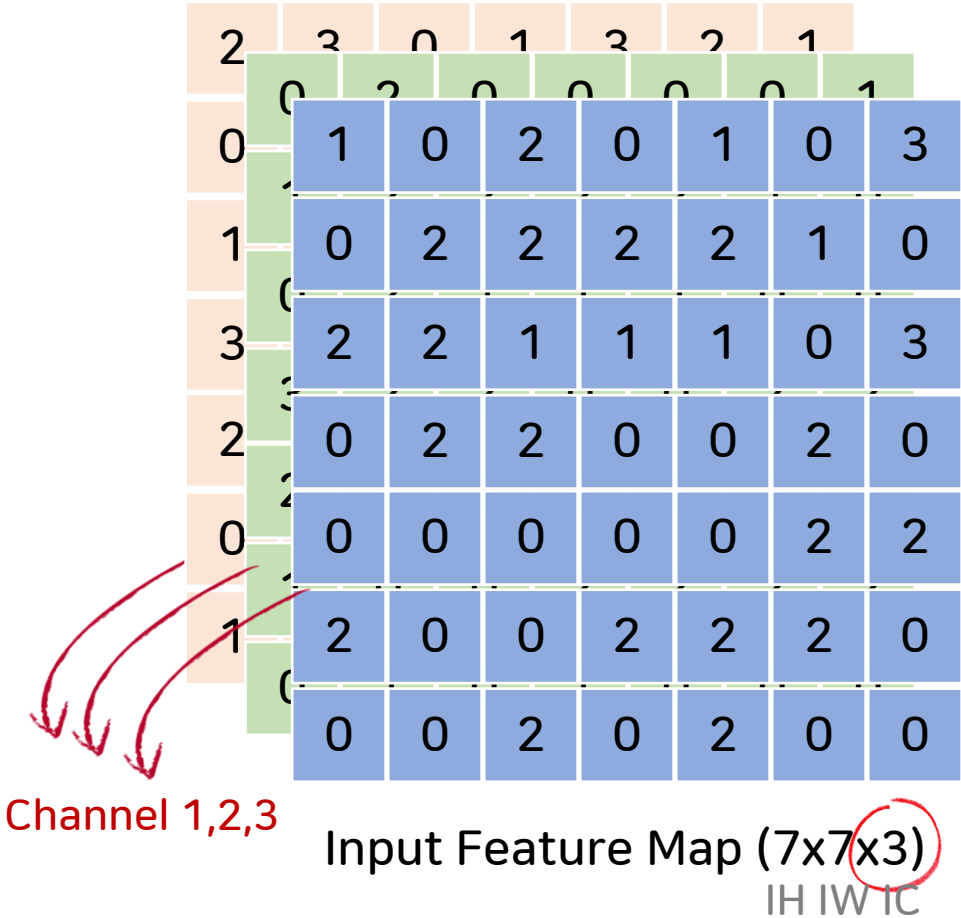 2 3 0 1 3 2 1
0 2 0 0 0 0 1
0 1 0 2 0 1 0 3
1 0 2 2 2 2 1 0
0
3 2 2 1 1 1 0 3
3
2 0 2 2 0 0 2 0
2
0 0 0 0 0 0 2 2
1 2 0 0 2 2 2 0
0
0 0 2 0 2 0 0
Channel 1,2,3
Input Feature Map (7x7x3)
IH IW IC